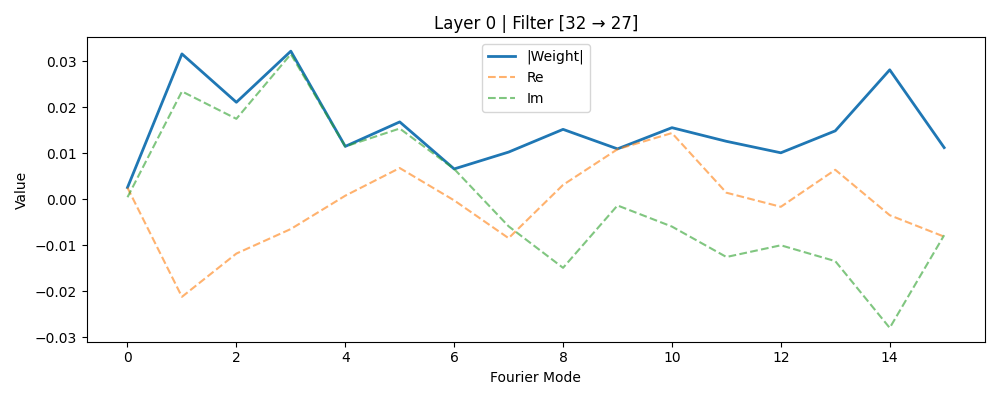 Layer 0 | Filter [32 → 27]
|Weight|
Re
Im
Value
0.03
0.02
0.01
0.00
−0.01
−0.02
−0.03
0 2 4 6 8 10 12 14
Fourier Mode